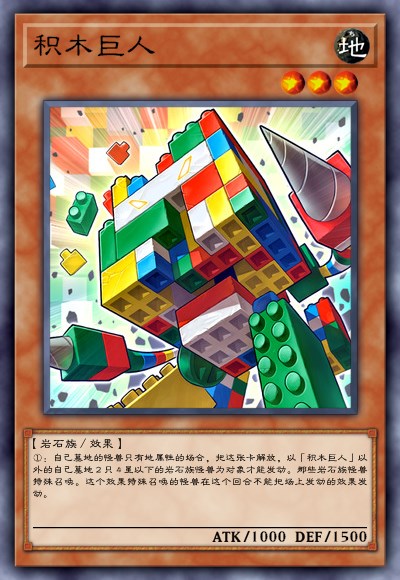 积木巨人
地
【岩石族／效果】
①：自己墓地的怪兽只有地属性的场合，把这张卡解放，以「积木巨人」以
外的自己墓地2只4星以下的岩石族怪兽为对象才能发动。那些岩石族怪兽
特殊召唤。这个效果特殊召唤的怪兽在这个回合不能把场上发动的效果发
动。
ATK/1000 DEF/1500